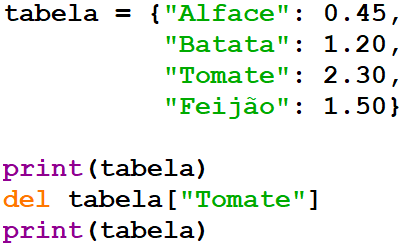 tabela = {"Alface": 0.45,
"Batata": 1.20,
"Tomate": 2.30,
"Feijão": 1.50}
print(tabela)
del tabela["Tomate"]
print(tabela)